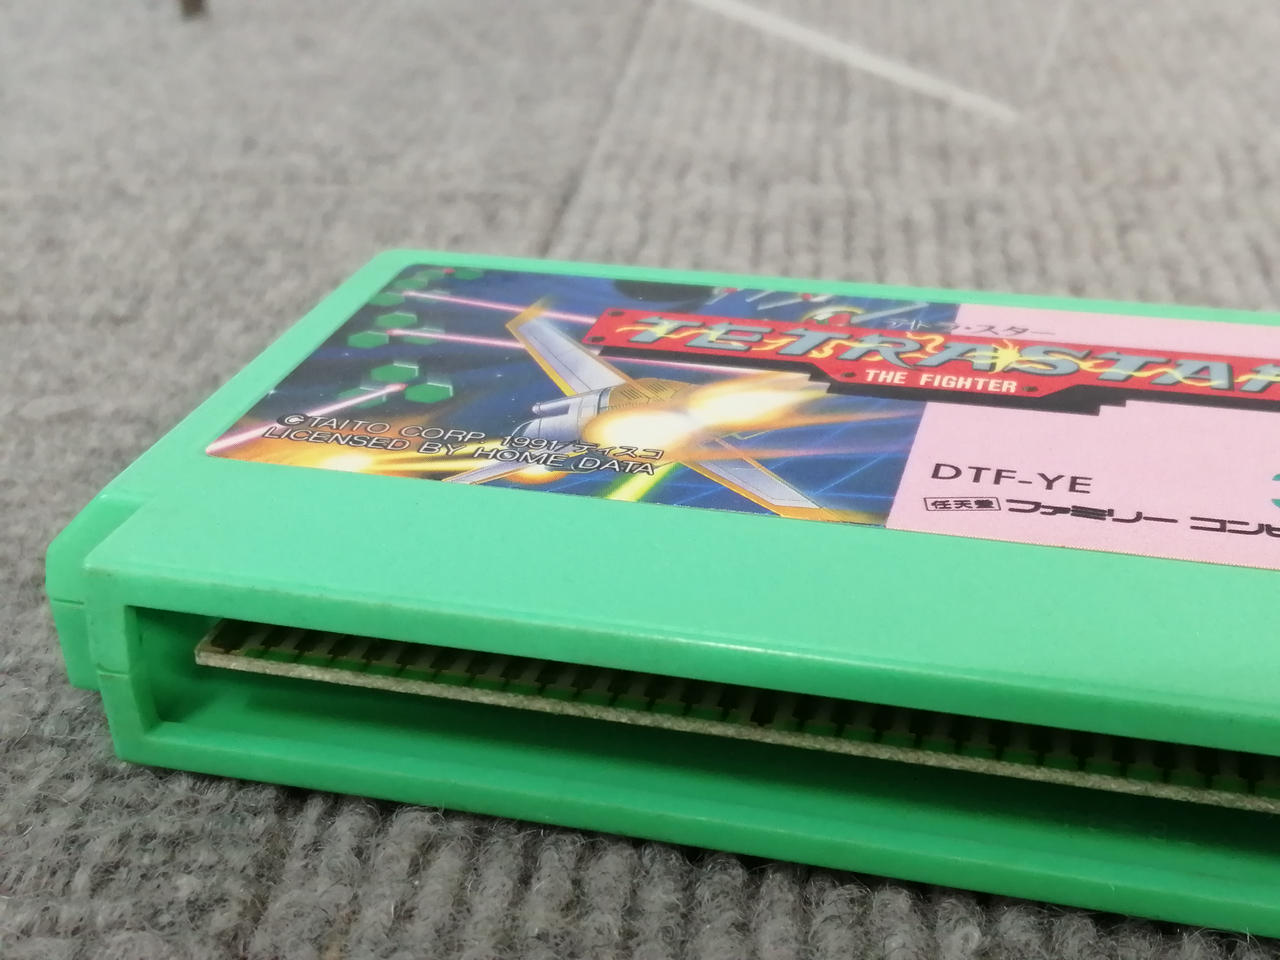 テトラ・スター
TETRASTAR
THE FIGHTER
©TAITO CORP. 1991/ディスコ
LICENSED BY HOME DATA
DTF-YE
任天堂 ファミリー コンピ